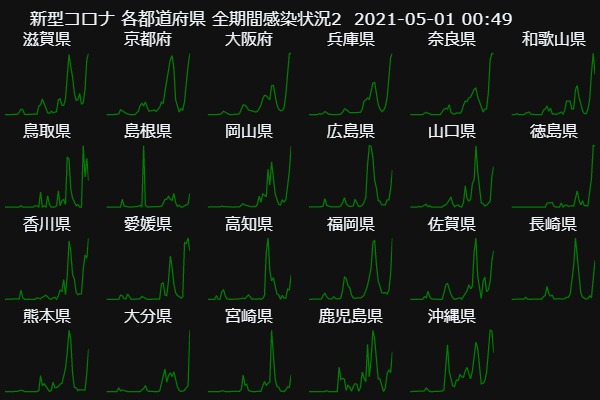 新型コロナ 各都道府県 全期間感染状況2 2021-05-01 00:49
滋賀県 京都府 大阪府 兵庫県 奈良県 和歌山県
鳥取県 島根県 岡山県 広島県 山口県 徳島県
香川県 愛媛県 高知県 福岡県 佐賀県 長崎県
熊本県 大分県 宮崎県 鹿児島県 沖縄県